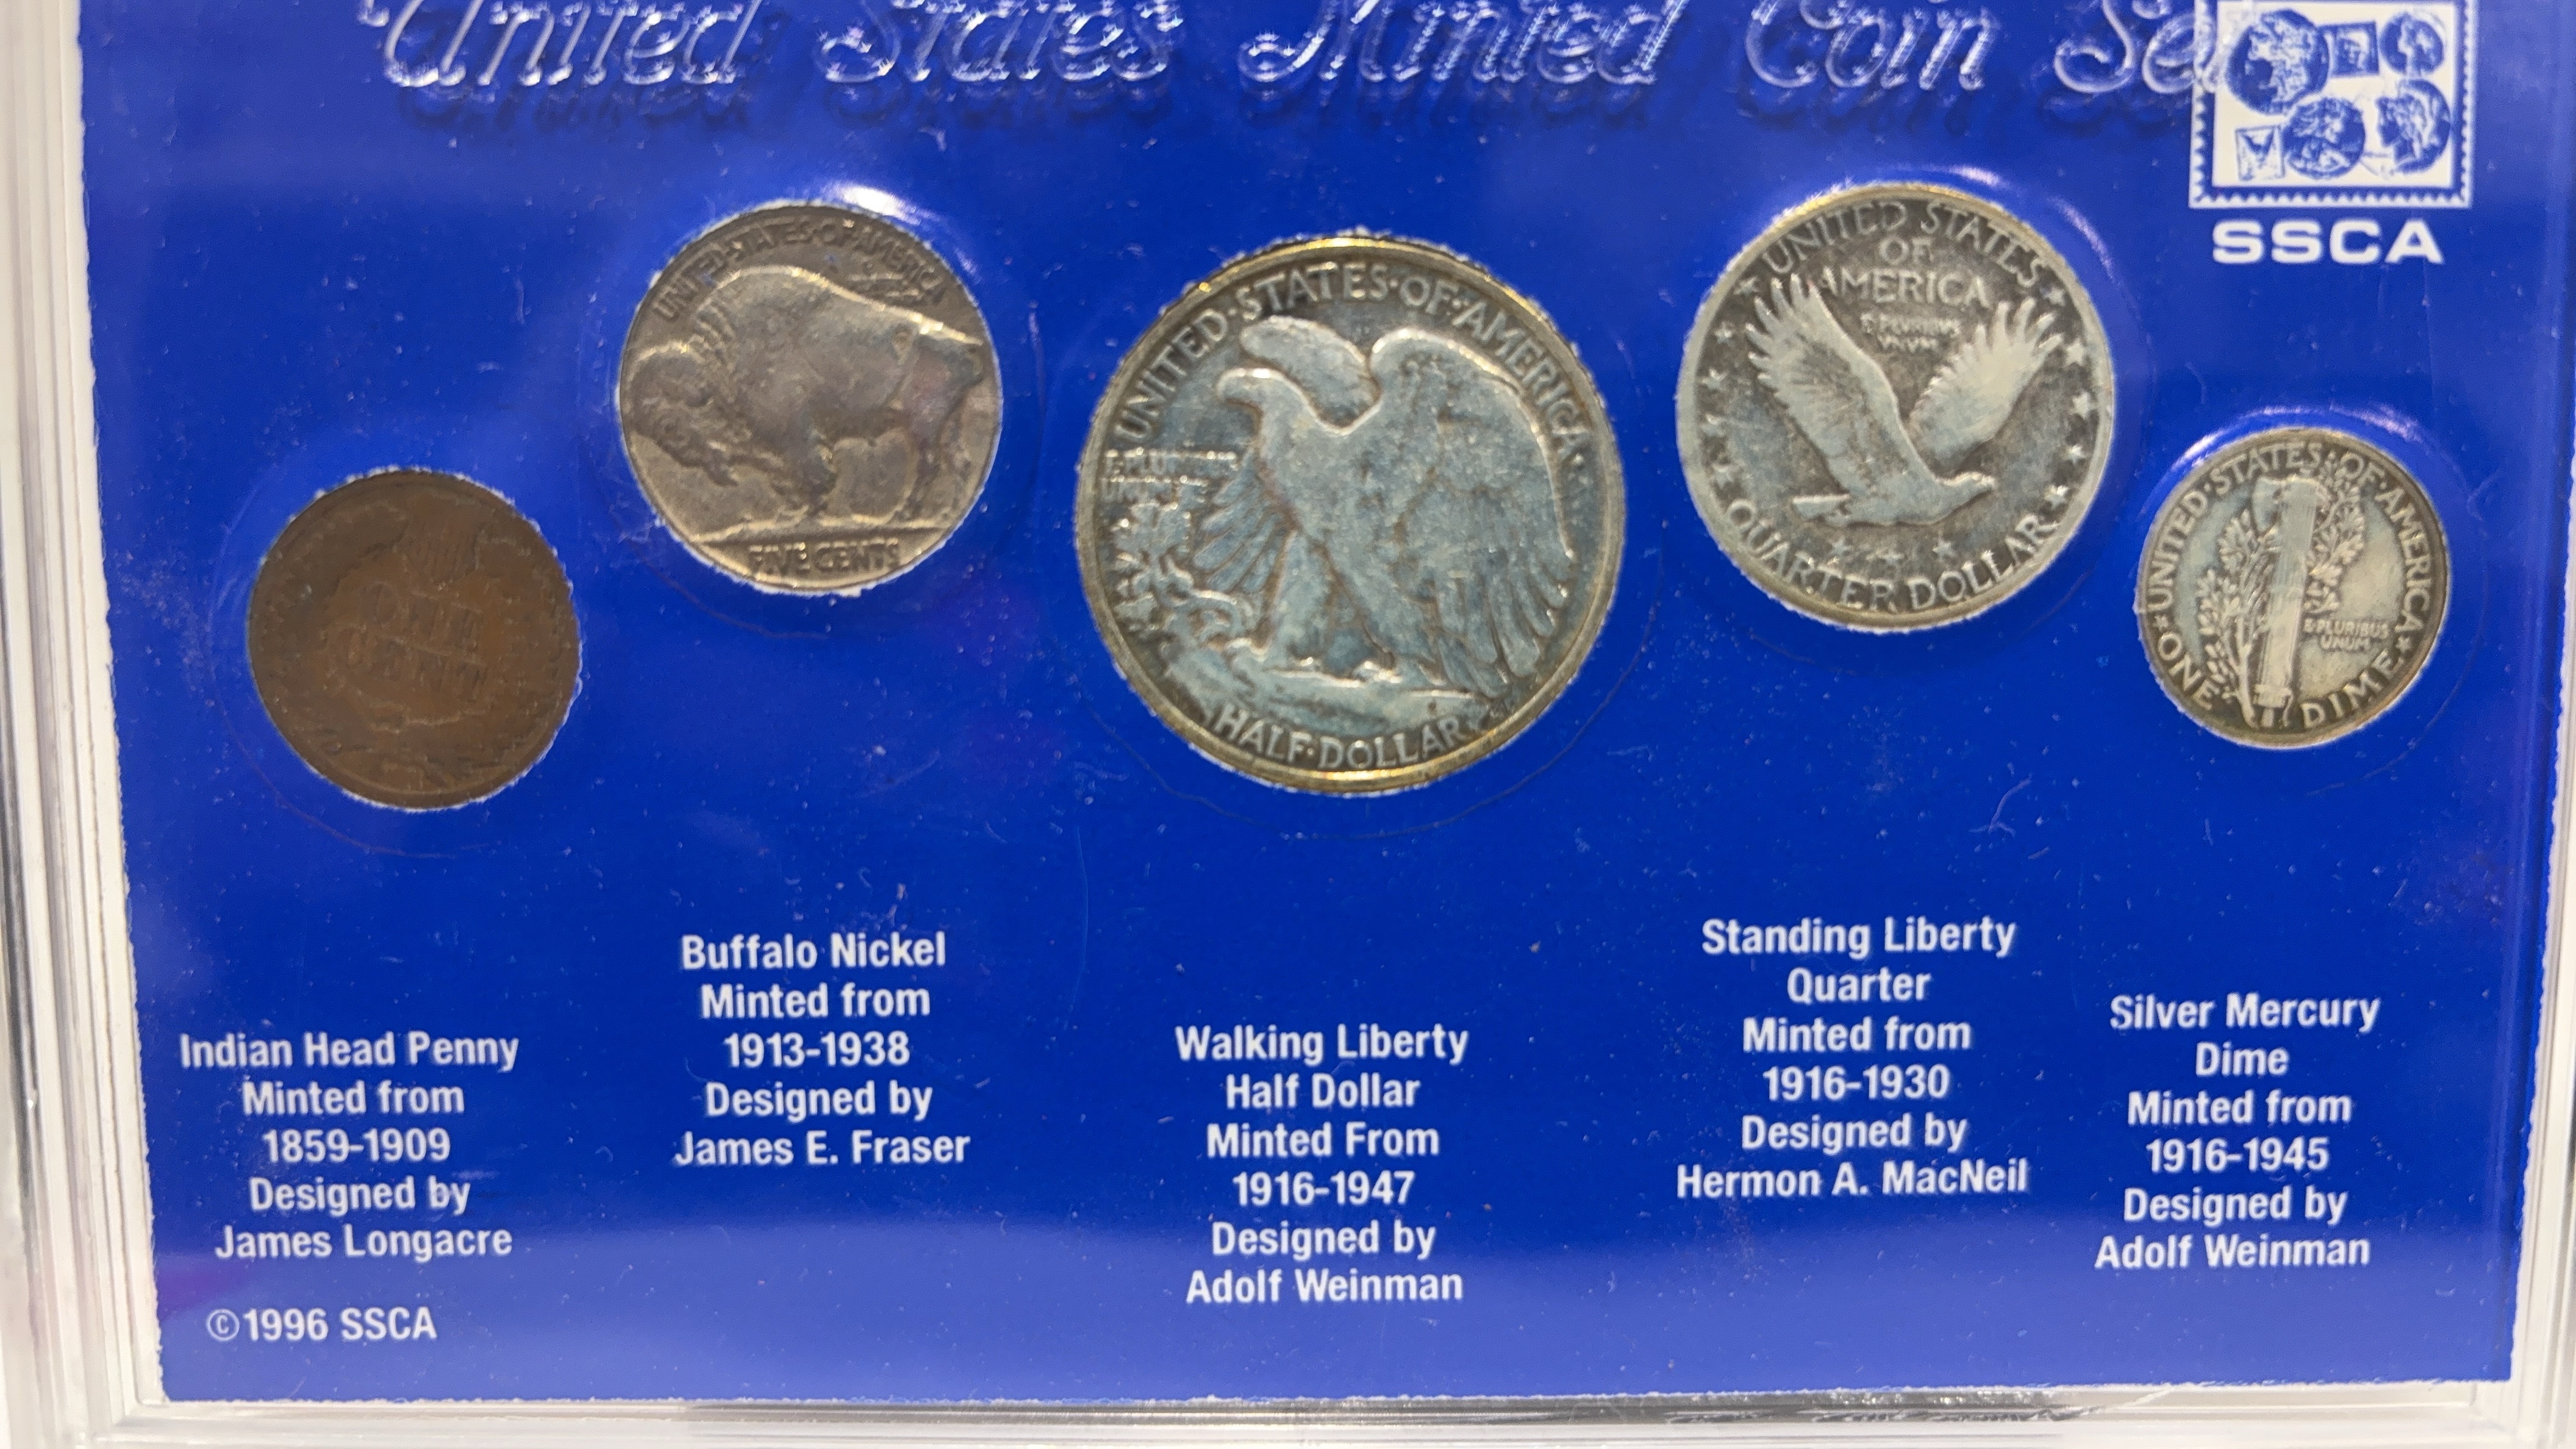 United States Minted Coin Set
SSCA
UNITED·STATES·OF·AMERICA
FIVE CENTS
ONE
CENT
UNITED·STATES·OF·AMERICA·
E·PLURIBUS
HALF·DOLLAR
UNITED STATES
OF
AMERICA
E·PLURIBUS
UNUM
QUARTER DOLLAR
UNITED·STATES·OF·AMERICA
E·PLURIBUS
UNUM
ONE DIME
Indian Head Penny
Minted from
1859-1909
Designed by
James Longacre
©1996 SSCA
Buffalo Nickel
Minted from
1913-1938
Designed by
James E. Fraser
Walking Liberty
Half Dollar
Minted From
1916-1947
Designed by
Adolf Weinman
Standing Liberty
Quarter
Minted from
1916-1930
Designed by
Hermon A. MacNeil
Silver Mercury
Dime
Minted from
1916-1945
Designed by
Adolf Weinman